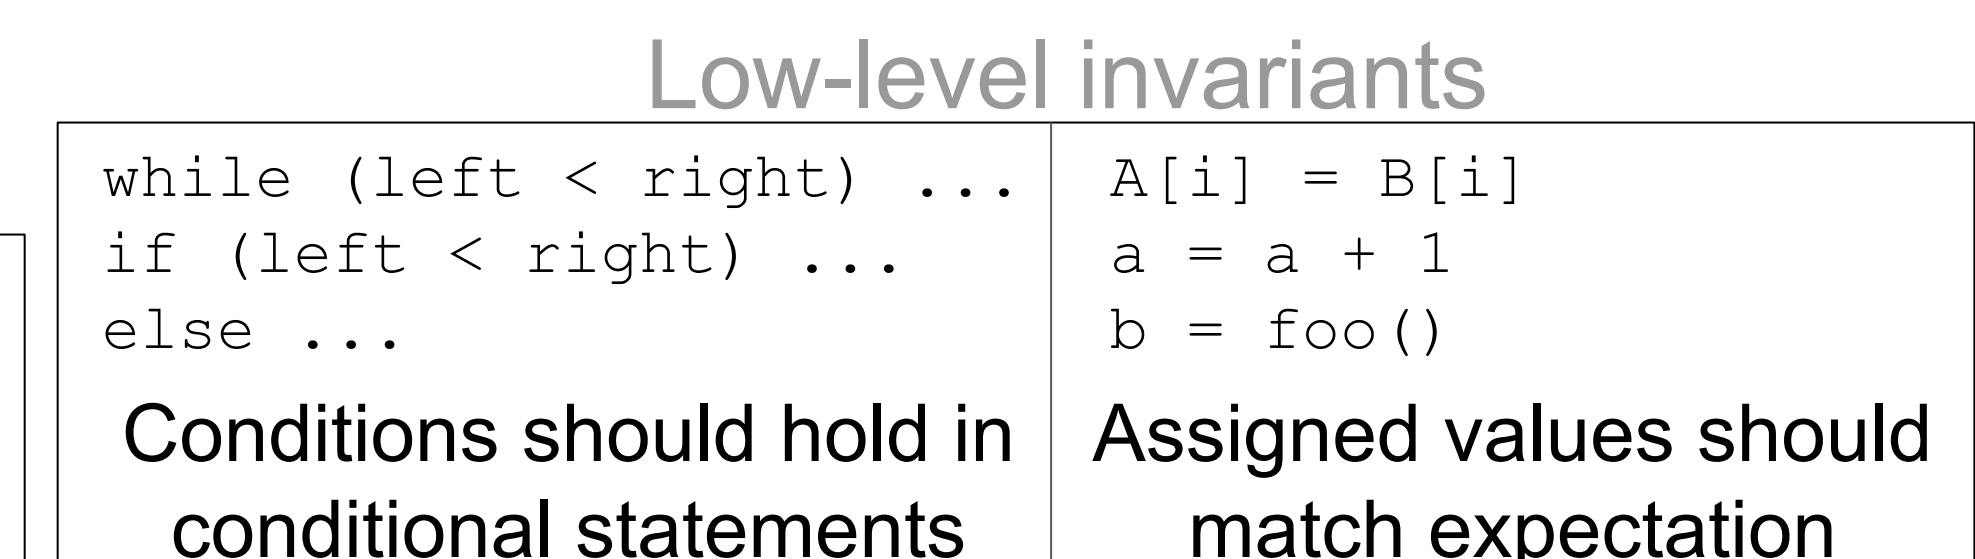 Low-level invariants
while (left < right) ...
if (left < right) ...
else ...
Conditions should hold in
conditional statements
A[i] = B[i]
a = a + 1
b = foo()
Assigned values should
match expectation